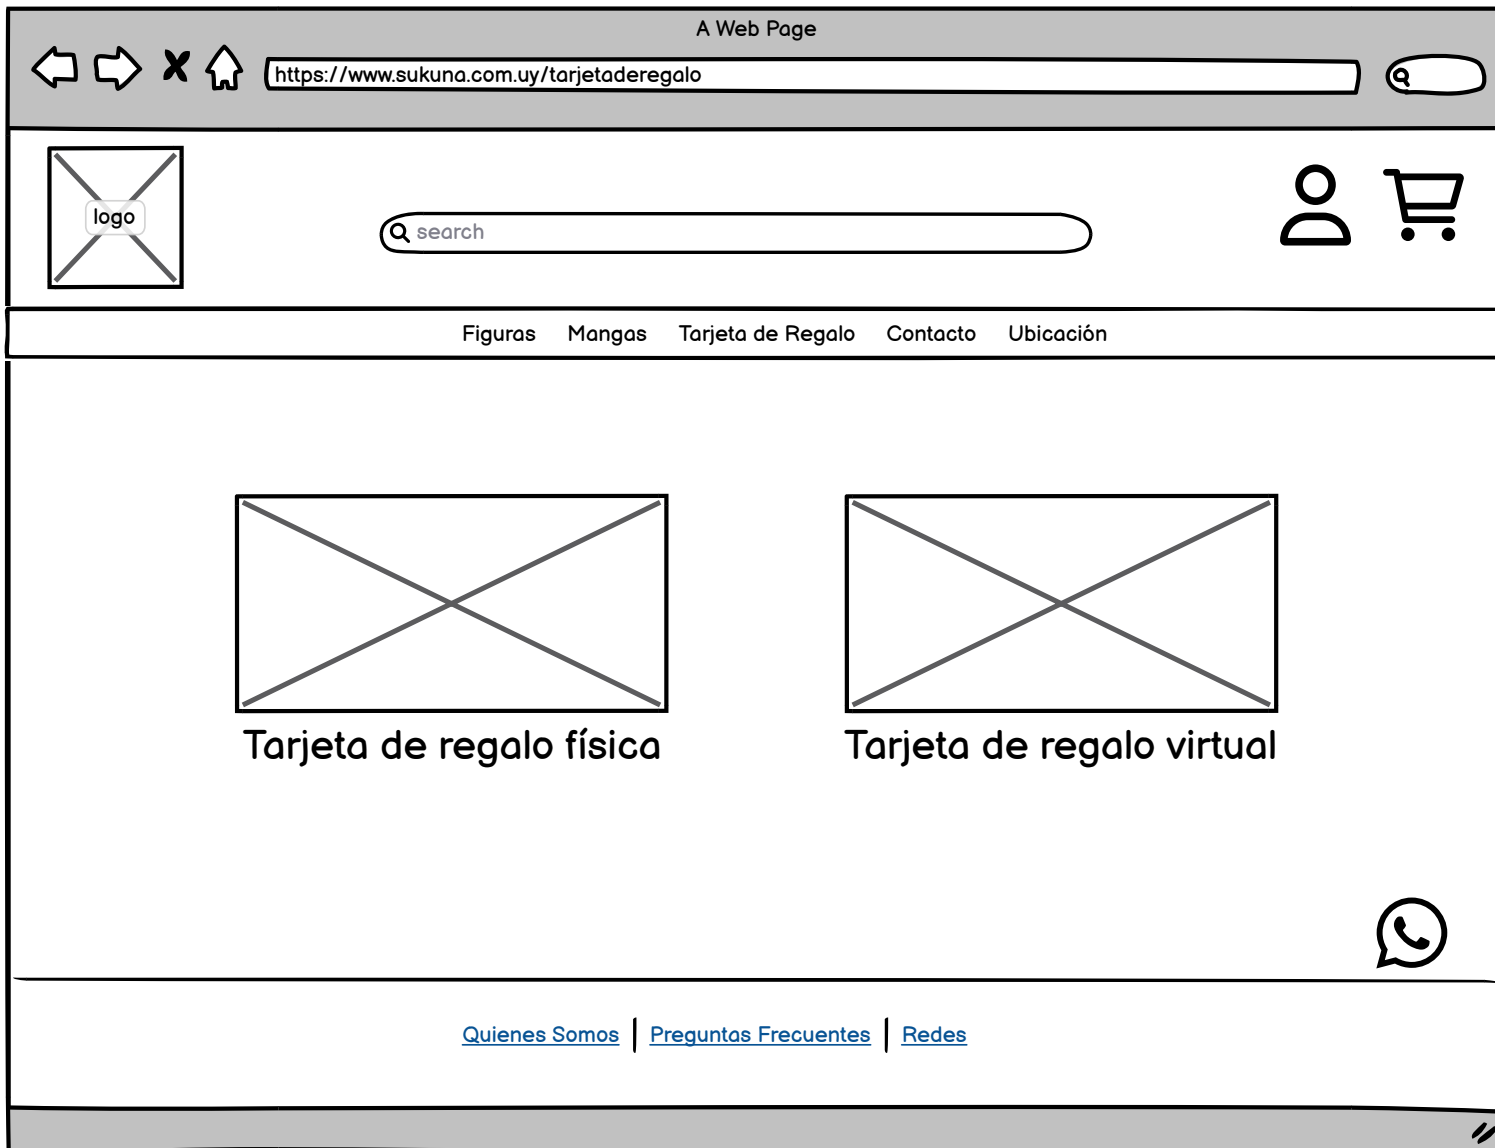 A Web Page
https://www.sukuna.com.uy/tarjetaderegalo
logo
search
Figuras Mangas Tarjeta de Regalo Contacto Ubicación
Tarjeta de regalo física
Tarjeta de regalo virtual
Quienes Somos | Preguntas Frecuentes | Redes